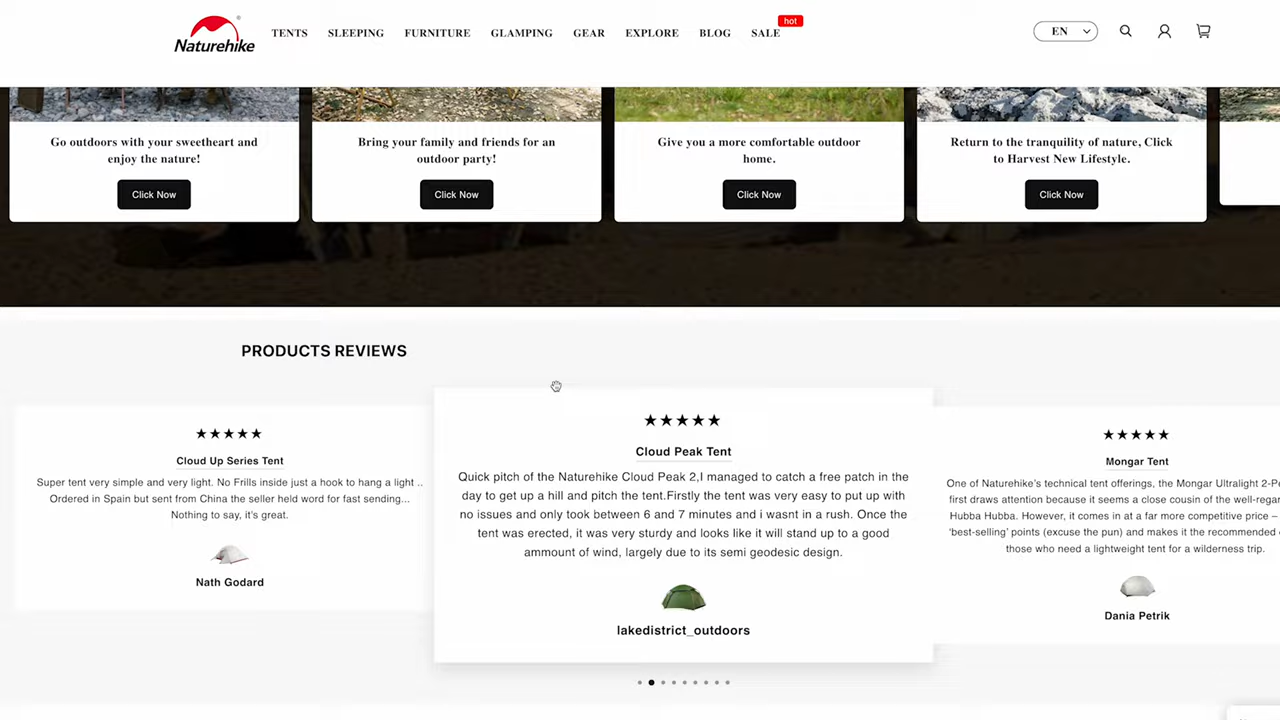 Naturehike
TENTS
SLEEPING
FURNITURE
GLAMPING
GEAR
EXPLORE
BLOG
SALE
hot
EN
Go outdoors with your sweetheart and
enjoy the nature!
Click Now
Bring your family and friends for an
outdoor party!
Click Now
Give you a more comfortable outdoor
home.
Click Now
Return to the tranquility of nature, Click
to Harvest New Lifestyle.
Click Now
PRODUCTS REVIEWS
★★★★★
Cloud Up Series Tent
Super tent very simple and very light. No Frills inside just a hook to hang a light ..
Ordered in Spain but sent from China the seller held word for fast sending...
Nothing to say, it's great.
Nath Godard
★★★★★
Cloud Peak Tent
Quick pitch of the Naturehike Cloud Peak 2,I managed to catch a free patch in the
day to get up a hill and pitch the tent.Firstly the tent was very easy to put up with
no issues and only took between 6 and 7 minutes and i wasnt in a rush. Once the
tent was erected, it was very sturdy and looks like it will stand up to a good
ammount of wind, largely due to its semi geodesic design.
lakedistrict_outdoors
★★★★★
Mongar Tent
One of Naturehike's technical tent offerings, the Mongar Ultralight 2-Pe
first draws attention because it seems a close cousin of the well-regar
Hubba Hubba. However, it comes in at a far more competitive price –
'best-selling' points (excuse the pun) and makes it the recommended
those who need a lightweight tent for a wilderness trip.
Dania Petrik